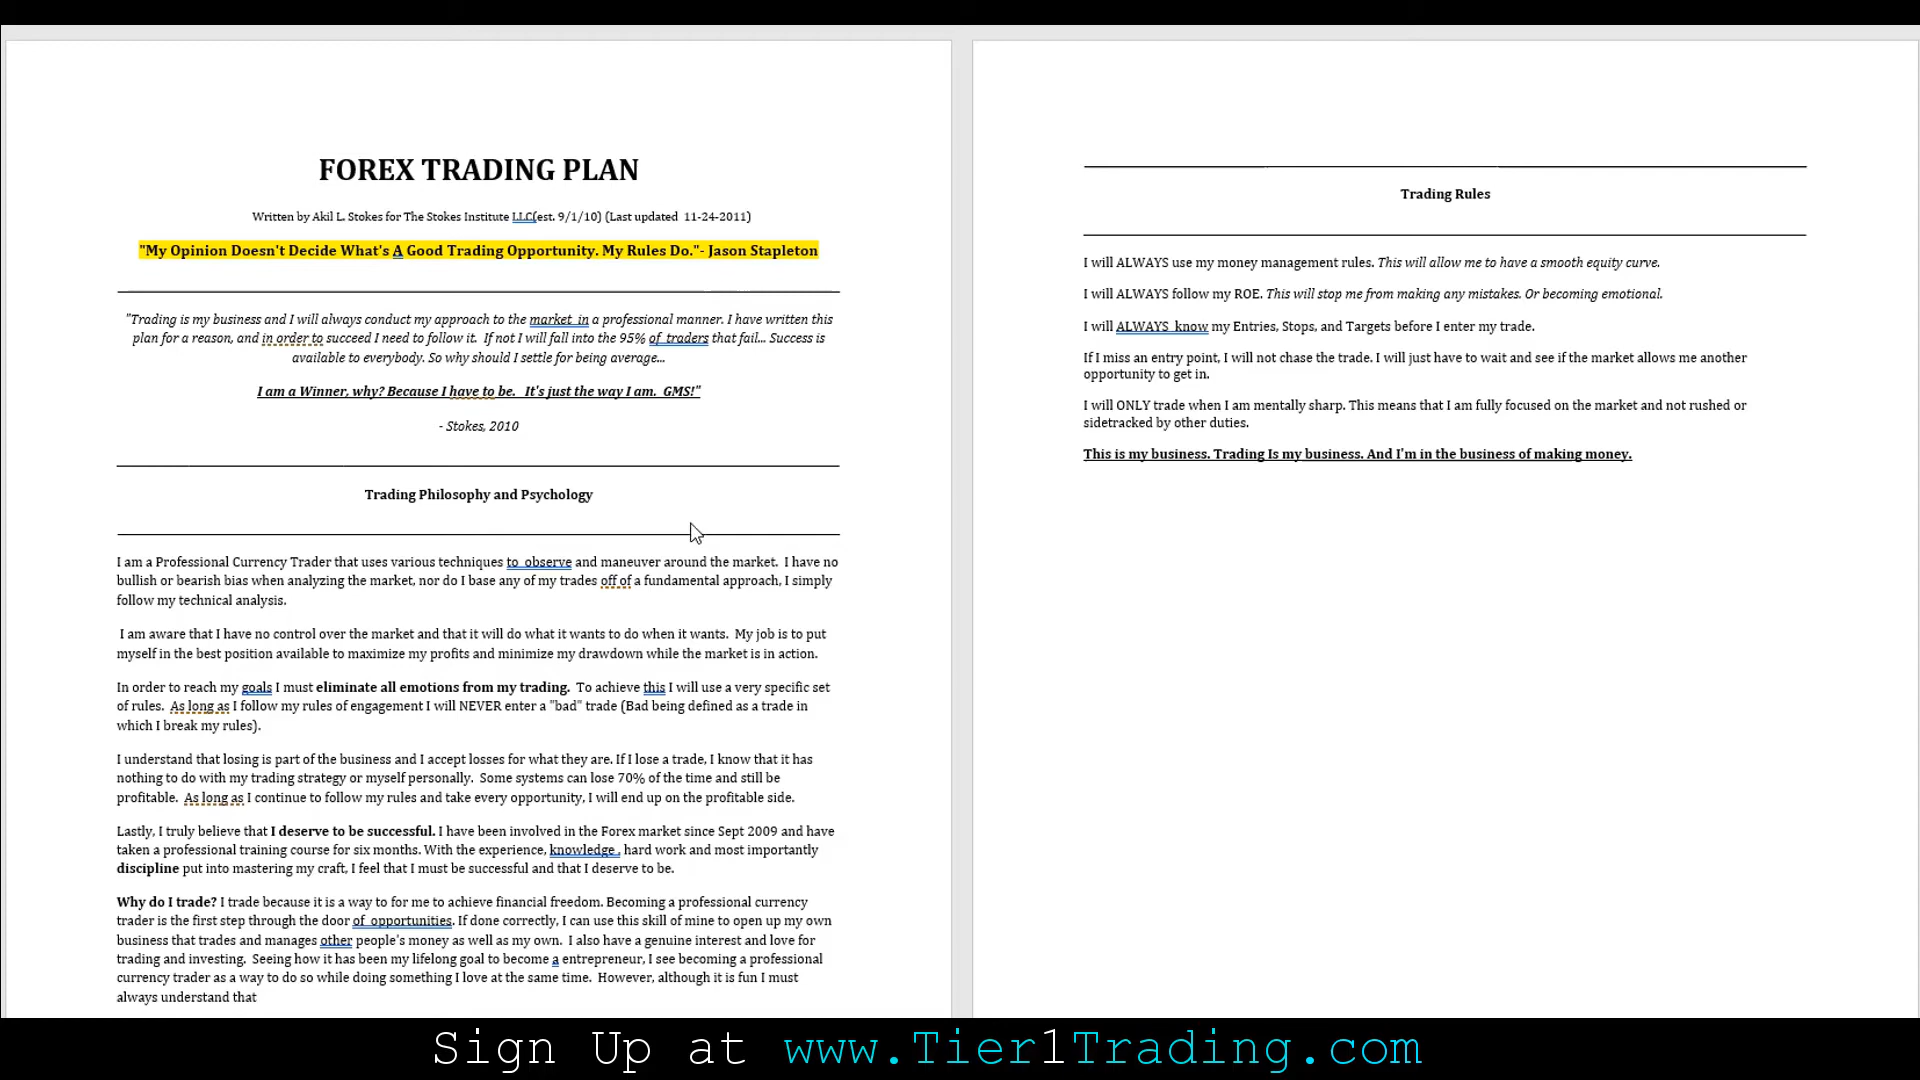 FOREX TRADING PLAN
Written by Akil L. Stokes for The Stokes Institute LLC(est. 9/1/10) (Last updated  11-24-2011)
"My Opinion Doesn't Decide What's A Good Trading Opportunity. My Rules Do."- Jason Stapleton
"Trading is my business and I will always conduct my approach to the market  in a professional manner. I have written this
plan for a reason, and in order to succeed I need to follow it.  If not I will fall into the 95% of  traders that fail... Success is
available to everybody. So why should I settle for being average...
I am a Winner, why? Because I have to be.   It's just the way I am.  GMS!"
- Stokes, 2010
Trading Philosophy and Psychology
I am a Professional Currency Trader that uses various techniques to  observe and maneuver around the market.  I have no
bullish or bearish bias when analyzing the market, nor do I base any of my trades off of a fundamental approach, I simply
follow my technical analysis.
I am aware that I have no control over the market and that it will do what it wants to do when it wants.  My job is to put
myself in the best position available to maximize my profits and minimize my drawdown while the market is in action.
In order to reach my goals I must eliminate all emotions from my trading.  To achieve this I will use a very specific set
of rules.  As long as I follow my rules of engagement I will NEVER enter a "bad" trade (Bad being defined as a trade in
which I break my rules).
I understand that losing is part of the business and I accept losses for what they are. If I lose a trade, I know that it has
nothing to do with my trading strategy or myself personally.  Some systems can lose 70% of the time and still be
profitable.  As long as I continue to follow my rules and take every opportunity, I will end up on the profitable side.
Lastly, I truly believe that I deserve to be successful. I have been involved in the Forex market since Sept 2009 and have
taken a professional training course for six months. With the experience, knowledge , hard work and most importantly
discipline put into mastering my craft, I feel that I must be successful and that I deserve to be.
Why do I trade? I trade because it is a way to for me to achieve financial freedom. Becoming a professional currency
trader is the first step through the door of  opportunities. If done correctly, I can use this skill of mine to open up my own
business that trades and manages other people's money as well as my own.  I also have a genuine interest and love for
trading and investing.  Seeing how it has been my lifelong goal to become a entrepreneur, I see becoming a professional
currency trader as a way to do so while doing something I love at the same time.  However, although it is fun I must
always understand that
Trading Rules
I will ALWAYS use my money management rules. This will allow me to have a smooth equity curve.
I will ALWAYS follow my ROE. This will stop me from making any mistakes. Or becoming emotional.
I will ALWAYS  know my Entries, Stops, and Targets before I enter my trade.
If I miss an entry point, I will not chase the trade. I will just have to wait and see if the market allows me another
opportunity to get in.
I will ONLY trade when I am mentally sharp. This means that I am fully focused on the market and not rushed or
sidetracked by other duties.
This is my business. Trading Is my business. And I'm in the business of making money.
Sign Up at www.Tier1Trading.com